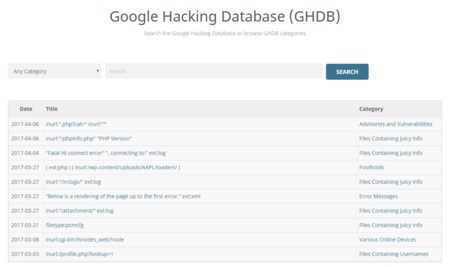 Google Hacking Database (GHDB)
Search the Google Hacking Database or browse GHDB categories
Any Category Search SEARCH
Date Title Category
2017-04-06 inurl:".php?cat=" inurl:"'" Advisories and Vulnerabilities
2017-04-06 inurl:"/phpinfo.php" "PHP Version" Files Containing Juicy Info
2017-04-04 "Fatal NI connect error" ", connecting to:" ext:log Files Containing Juicy Info
2017-03-27 ( ext:php ) ( inurl:/wp-content/uploads/AAPL/loaders/ ) Footholds
2017-03-27 inurl:"/irclogs/" ext:log Files Containing Juicy Info
2017-03-27 "Below is a rendering of the page up to the first error." ext:xml Error Messages
2017-03-27 inurl:"/attachment/" ext:log Files Containing Juicy Info
2017-03-21 filetype:pcmcfg Files Containing Juicy Info
2017-03-08 inurl:cgi-bin/lsnodes_web?node Various Online Devices
2017-03-03 inurl:/profile.php?lookup=1 Files Containing Usernames